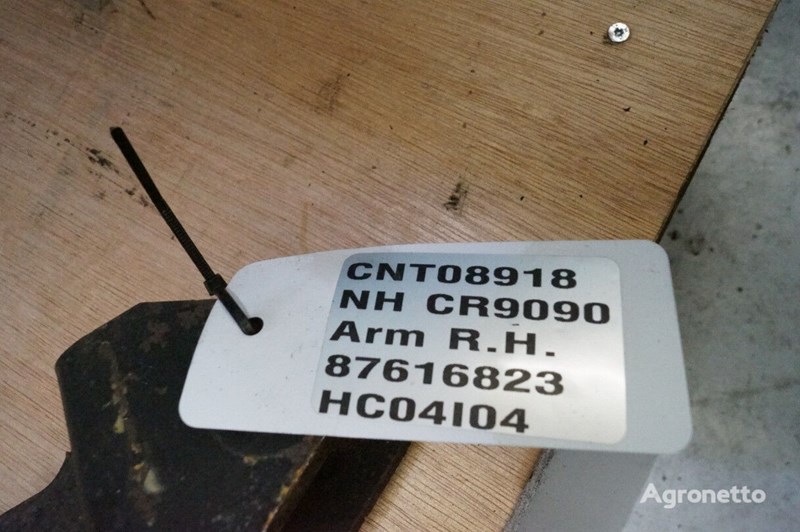 CNT08918
NH CR9090
Arm R.H.
87616823
HC04I04
Agronetto